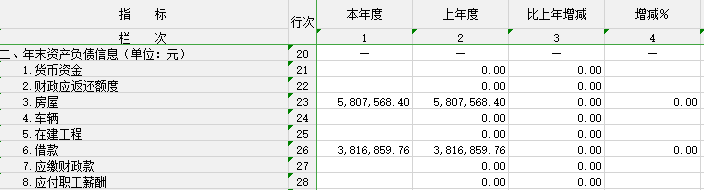 指 标 行次 本年度 上年度 比上年增减 增减%
栏 次 1 2 3 4
二、年末资产负债信息(单位:元) 20 — — — —
1.货币资金 21 0.00 0.00
2.财政应返还额度 22 0.00 0.00
3.房屋 23 5,807,568.40 5,807,568.40 0.00 0.00
4.车辆 24 0.00 0.00
5.在建工程 25 0.00 0.00
6.借款 26 3,816,859.76 3,816,859.76 0.00 0.00
7.应缴财政款 27 0.00 0.00
8.应付职工薪酬 28 0.00 0.00